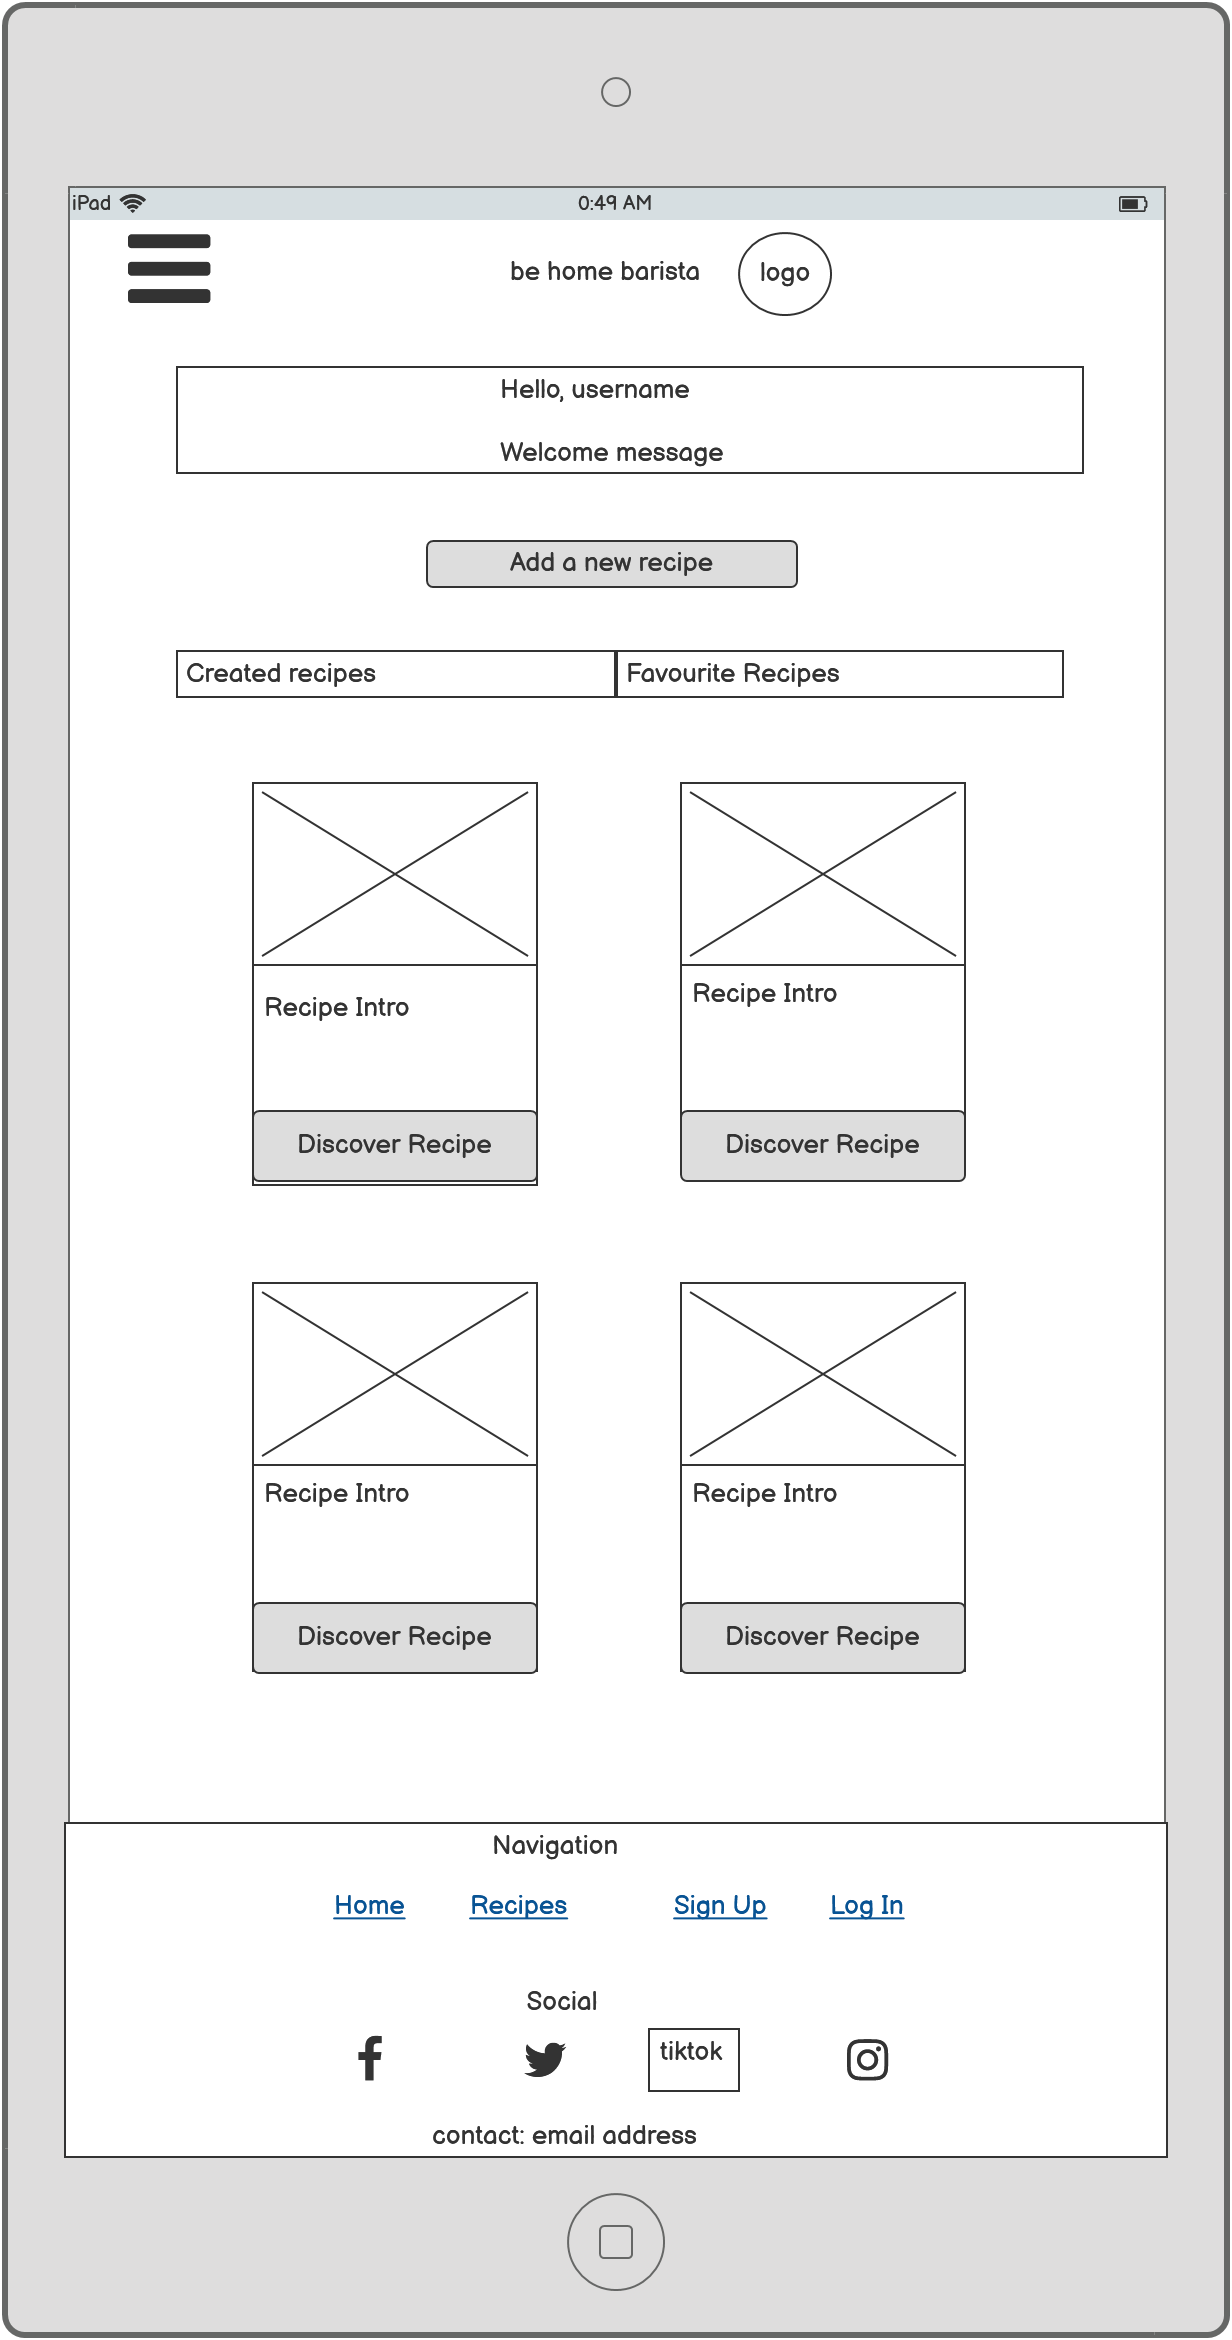 iPad 0:49 AM
be home barista logo
Hello, username
Welcome message
Add a new recipe
Created recipes Favourite Recipes
Recipe Intro Recipe Intro
Discover Recipe Discover Recipe
Recipe Intro Recipe Intro
Discover Recipe Discover Recipe
Navigation
Home Recipes Sign Up Log In
Social
tiktok
contact: email address